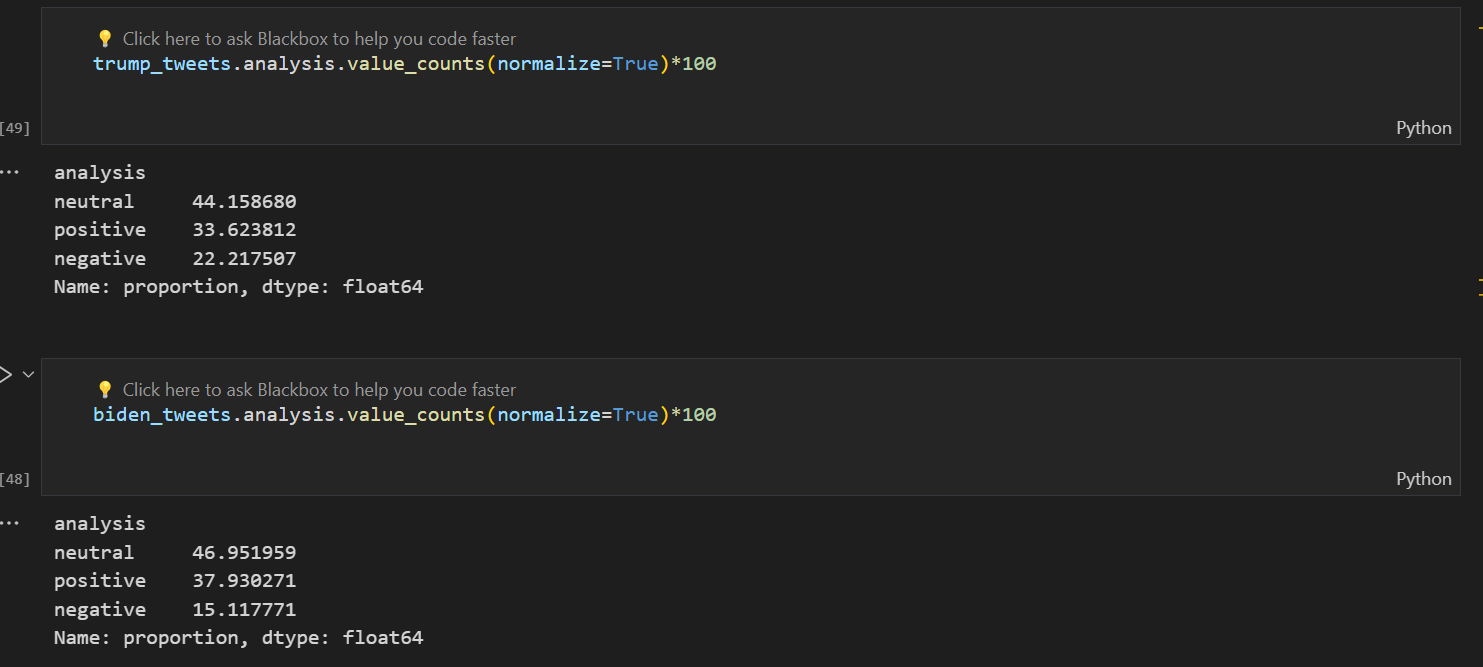 💡 Click here to ask Blackbox to help you code faster
trump_tweets.analysis.value_counts(normalize=True)*100
[49]
Python
analysis
neutral     44.158680
positive    33.623812
negative    22.217507
Name: proportion, dtype: float64
💡 Click here to ask Blackbox to help you code faster
biden_tweets.analysis.value_counts(normalize=True)*100
[48]
Python
analysis
neutral     46.951959
positive    37.930271
negative    15.117771
Name: proportion, dtype: float64